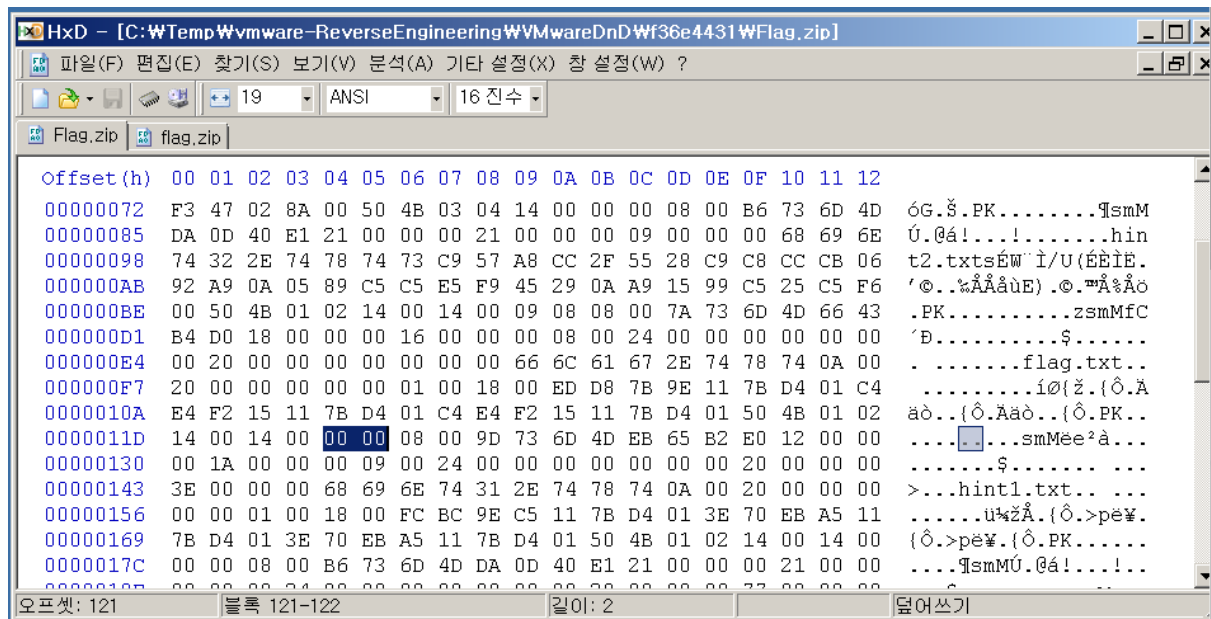 HxD - [C:₩Temp₩vmware-ReverseEngineering₩VMwareDnD₩f36e4431₩Flag.zip]
파일(F) 편집(E) 찾기(S) 보기(V) 분석(A) 기타 설정(X) 창 설정(W) ?
19 ANSI 16 진수
Flag.zip flag.zip
Offset(h) 00 01 02 03 04 05 06 07 08 09 0A 0B 0C 0D 0E 0F 10 11 12
00000072 F3 47 02 8A 00 50 4B 03 04 14 00 00 00 08 00 B6 73 6D 4D óG.Š.PK.........¶smM
00000085 DA 0D 40 E1 21 00 00 00 21 00 00 00 09 00 00 00 68 69 6E Ú.@á!...!.......hin
00000098 74 32 2E 74 78 74 73 C9 57 A8 CC 2F 55 28 C9 C8 CC CB 06 t2.txtsÉW¨Ì/U(ÉÈÌË.
000000AB 92 A9 0A 05 89 C5 C5 E5 F9 45 29 0A A9 15 99 C5 25 C5 F6 ’©..‰ÅÅåùE).©.™Å%Åö
000000BE 00 50 4B 01 02 14 00 14 00 09 08 08 00 7A 73 6D 4D 66 43 .PK..........zsmMfC
000000D1 B4 D0 18 00 00 00 16 00 00 00 08 00 24 00 00 00 00 00 00 ´Ð..........$......
000000E4 00 20 00 00 00 00 00 00 00 66 6C 61 67 2E 74 78 74 0A 00 . .......flag.txt..
000000F7 20 00 00 00 00 00 01 00 18 00 ED D8 7B 9E 11 7B D4 01 C4 .........íØ{ž.{Ô.Ä
0000010A E4 F2 15 11 7B D4 01 C4 E4 F2 15 11 7B D4 01 50 4B 01 02 äò..{Ô.Ääò..{Ô.PK..
0000011D 14 00 14 00 00 00 08 00 9D 73 6D 4D EB 65 B2 E0 12 00 00 .........smMëe²à...
00000130 00 1A 00 00 00 09 00 24 00 00 00 00 00 00 00 20 00 00 00 .......$....... ...
00000143 3E 00 00 00 68 69 6E 74 31 2E 74 78 74 0A 00 20 00 00 00 >...hint1.txt.. ...
00000156 00 00 01 00 18 00 FC BC 9E C5 11 7B D4 01 3E 70 EB A5 11 ......ü¼žÅ.{Ô.>pë¥.
00000169 7B D4 01 3E 70 EB A5 11 7B D4 01 50 4B 01 02 14 00 14 00 {Ô.>pë¥.{Ô.PK......
0000017C 00 00 08 00 B6 73 6D 4D DA 0D 40 E1 21 00 00 00 21 00 00 ....¶smMÚ.@á!...!..
오프셋: 121 블록 121-122 길이: 2 덮어쓰기